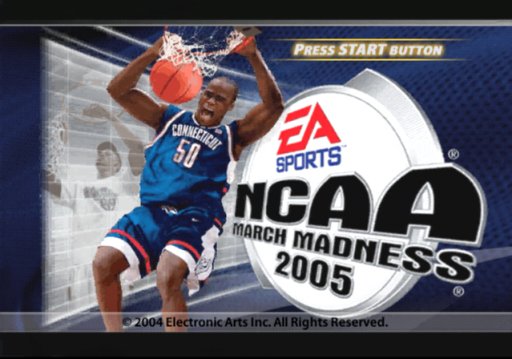 PRESS START BUTTON
CONNECTICUT
50
EA
SPORTS
®
NCAA
MARCH MADNESS
2005
®
© 2004 Electronic Arts Inc. All Rights Reserved.